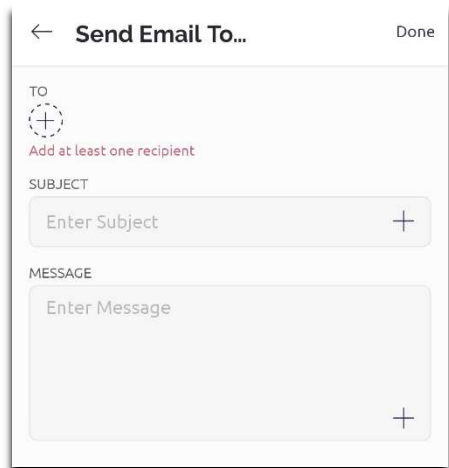 Send Email To...
Done
TO
Add at least one recipient
SUBJECT
Enter Subject
MESSAGE
Enter Message